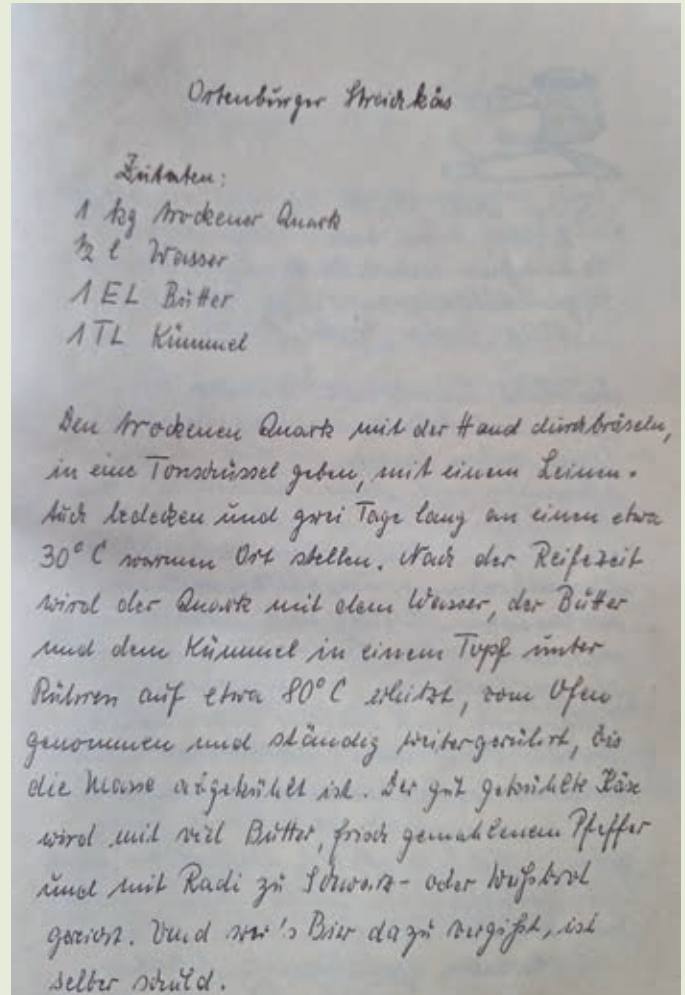 Ortenburger Streichkäs
Zutaten:
1 kg trockener Quark
1/2 l Wasser
1 EL Butter
1 TL Kümmel
Den trockenen Quark mit der Hand durchbröseln,
in eine Tonschüssel geben, mit einem Leinen-
tuch bedecken und zwei Tage lang an einen etwa
30° C warmen Ort stellen. Nach der Reifezeit
wird der Quark mit dem Wasser, der Butter
und dem Kümmel in einem Topf unter
Rühren auf etwa 80° C erhitzt, vom Ofen
genommen und ständig weitergerührt, bis
die Masse abgekühlt ist. Der gut gekühlte Käse
wird mit viel Butter, frisch gemahlenem Pfeffer
und mit Radi zu Schwarz- oder Weißbrot
gereicht. Und wer's Bier dazu vergißt, ist
selber schuld.